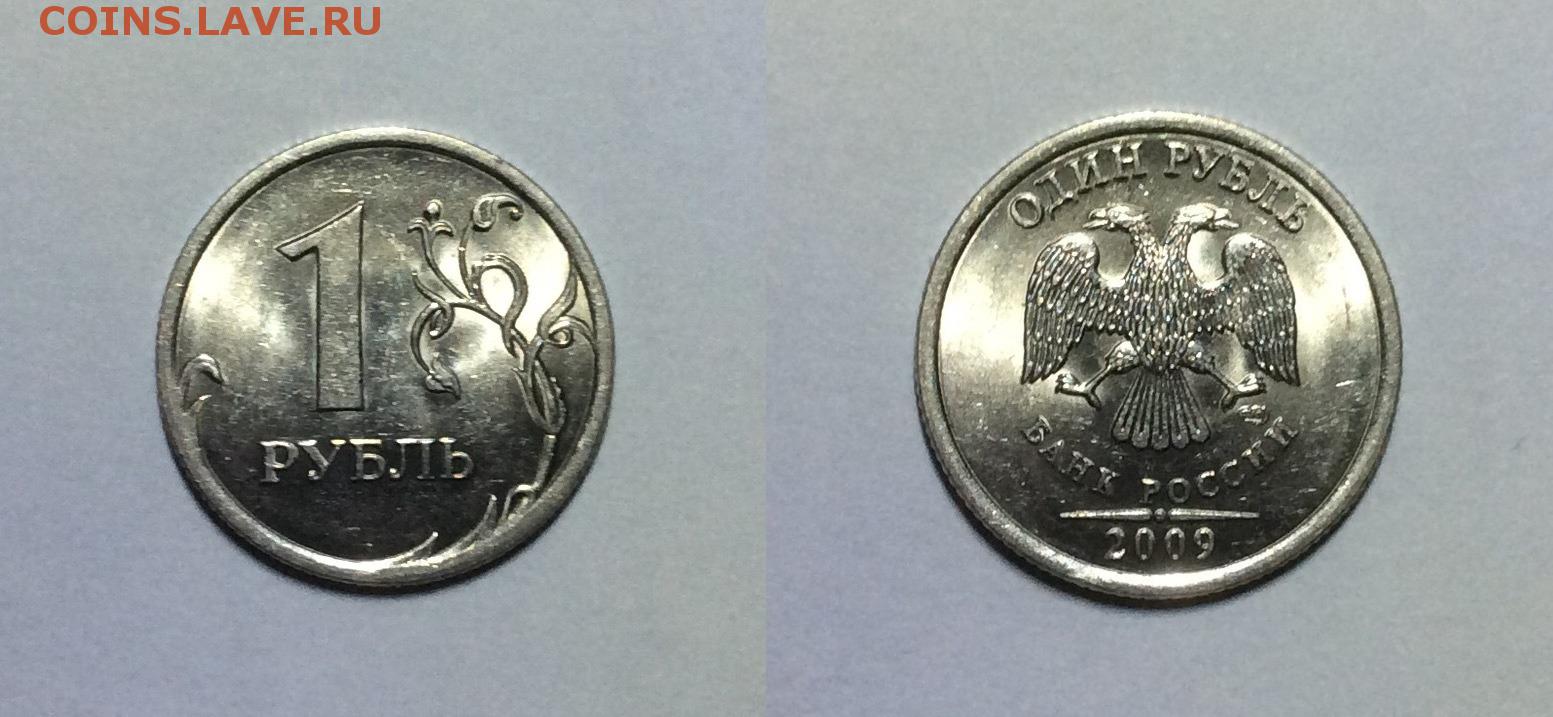 COINS.LAVE.RU
1
РУБЛЬ
ОДИН РУБЛЬ
БАНК РОССИИ
2009